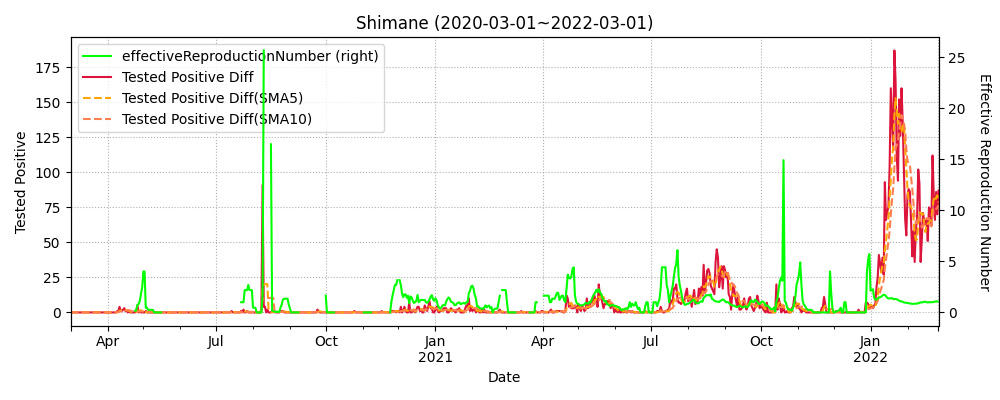 Shimane (2020-03-01~2022-03-01)
effectiveReproductionNumber (right)
Tested Positive Diff
Tested Positive Diff(SMA5)
Tested Positive Diff(SMA10)
Tested Positive
175
150
125
100
75
50
25
0
25
20
15
10
5
0
Effective Reproduction Number
Apr Jul Oct Jan Apr Jul Oct Jan
2021 2022
Date